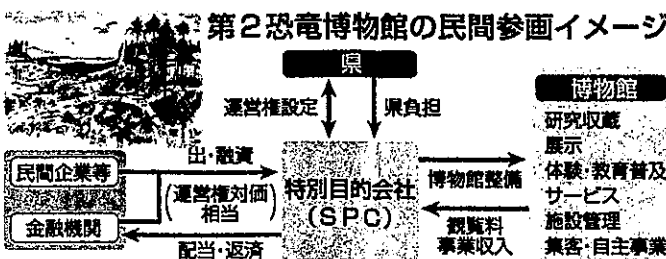 第2恐竜博物館の民間参画イメージ
県
運営権設定
県負担
民間企業等
金融機関
出・融資
(運営権対価相当)
配当・返済
特別目的会社
(SPC)
博物館整備
観覧料
事業収入
博物館
研究収蔵
展示
体験・教育普及
サービス
施設管理
集客・自主事業